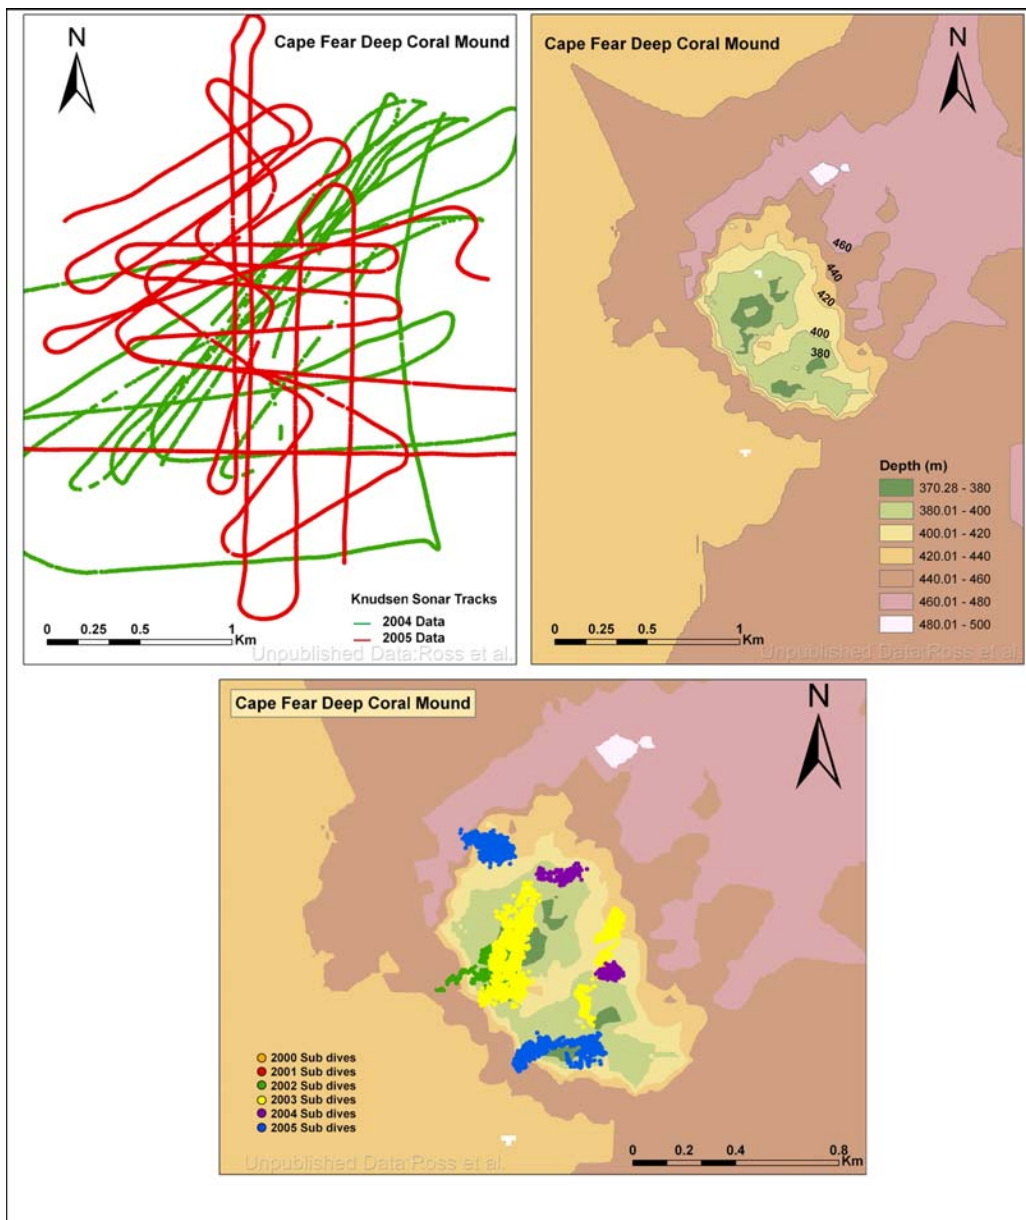 N
Cape Fear Deep Coral Mound
Knudsen Sonar Tracks
2004 Data
2005 Data
0 0.25 0.5 1
Km
Unpublished Data:Ross et al.
Cape Fear Deep Coral Mound
N
460
440
420
400
380
Depth (m)
370.28 - 380
380.01 - 400
400.01 - 420
420.01 - 440
440.01 - 460
460.01 - 480
480.01 - 500
0 0.25 0.5 1
Km
Unpublished Data:Ross et al.
Cape Fear Deep Coral Mound
N
2000 Sub dives
2001 Sub dives
2002 Sub dives
2003 Sub dives
2004 Sub dives
2005 Sub dives
Unpublished Data:Ross et al.
0 0.2 0.4 0.8
Km